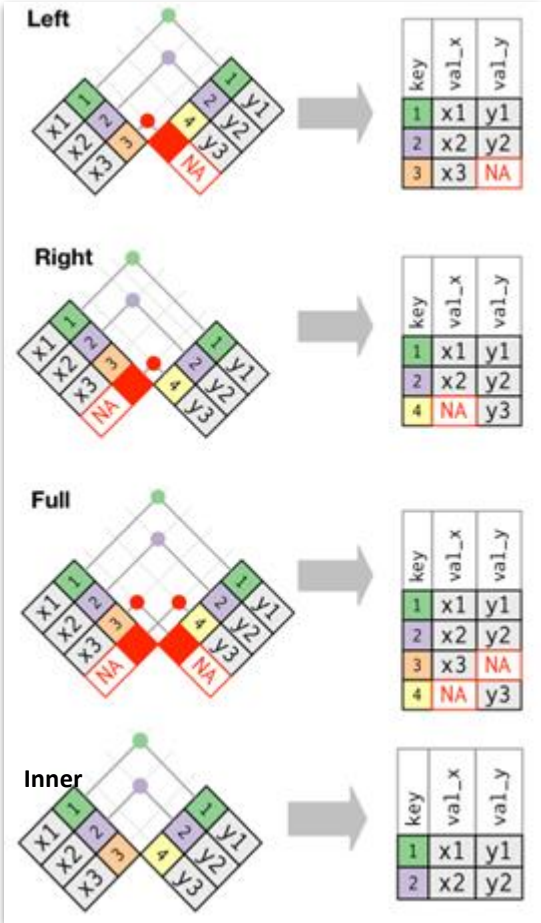 Left
1 x1
2 x2
3 x3
1 y1
2 y2
4 y3
NA
key val_x val_y
1 x1 y1
2 x2 y2
3 x3 NA
Right
1 x1
2 x2
3 x3
NA
1 y1
2 y2
4 y3
key val_x val_y
1 x1 y1
2 x2 y2
4 NA y3
Full
1 x1
2 x2
3 x3
NA
1 y1
2 y2
4 y3
NA
key val_x val_y
1 x1 y1
2 x2 y2
3 x3 NA
4 NA y3
Inner
1 x1
2 x2
3 x3
1 y1
2 y2
4 y3
key val_x val_y
1 x1 y1
2 x2 y2